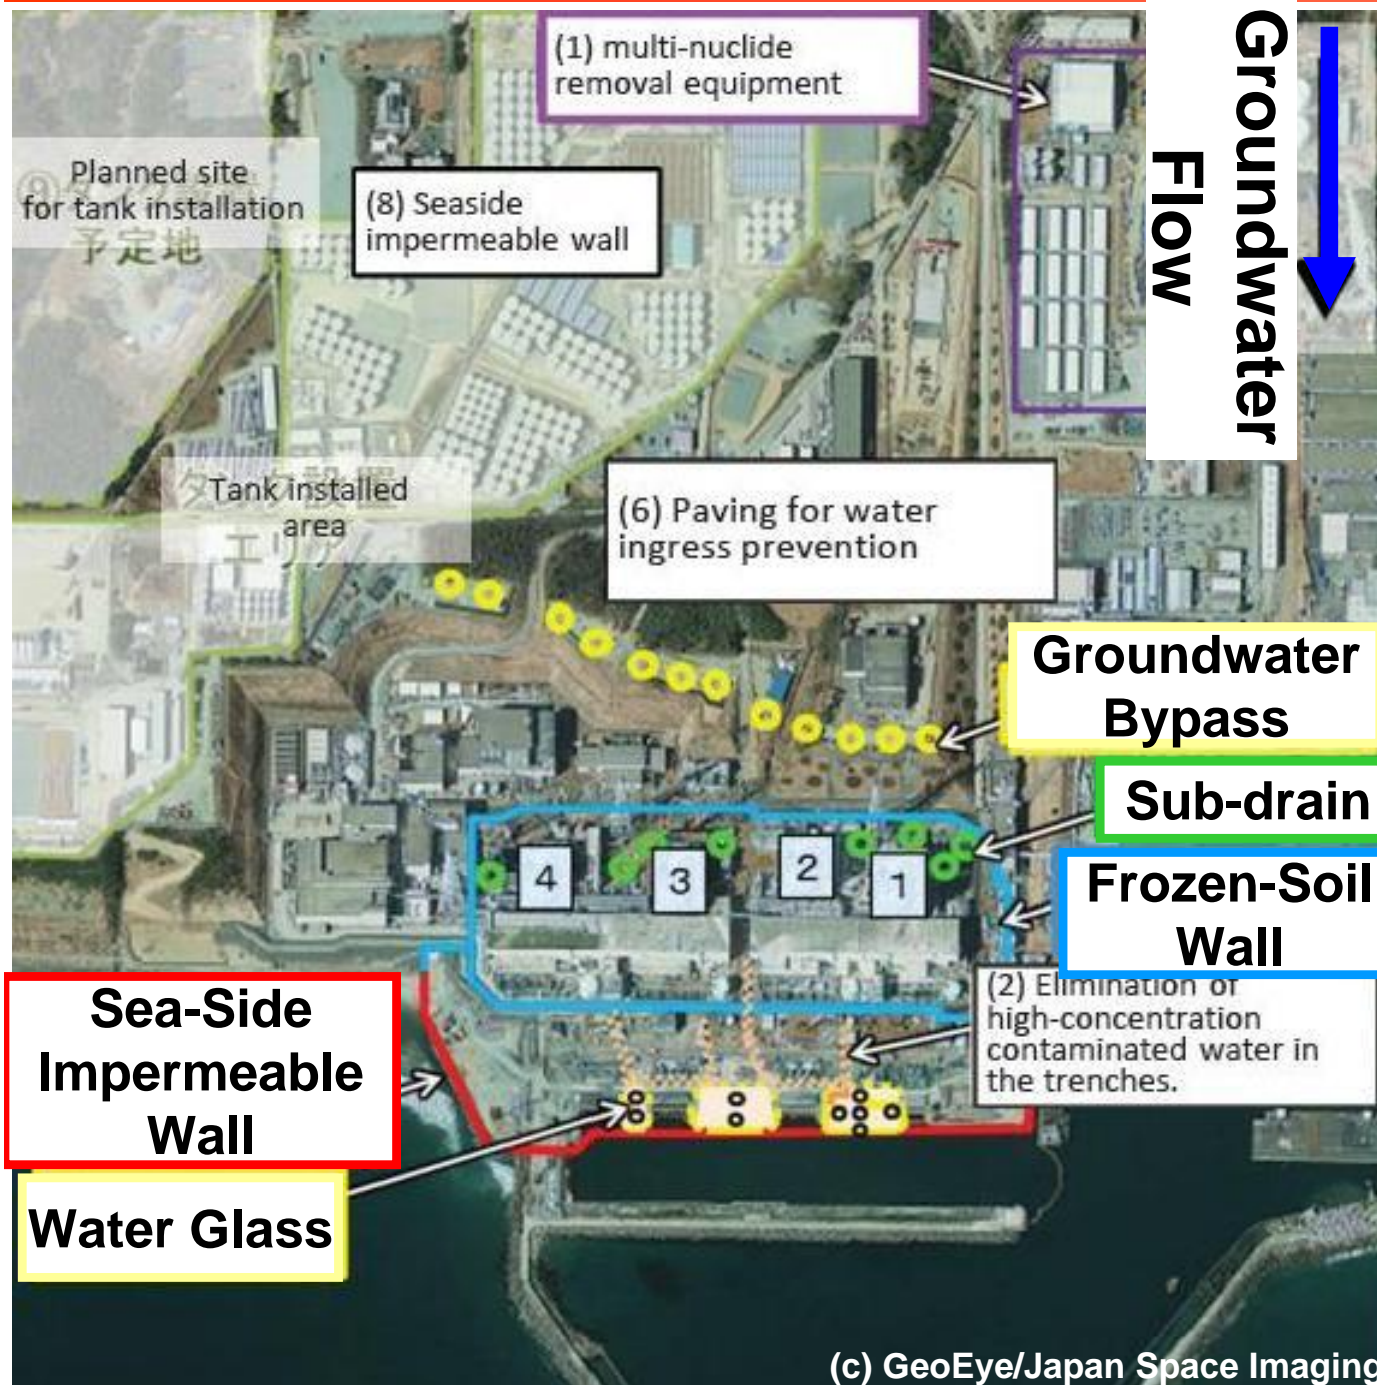 (1) multi-nuclide
removal equipment
Groundwater
Flow
Planned site
for tank installation
予定地
(8) Seaside
impermeable wall
Tank installed
area
エリア
(6) Paving for water
ingress prevention
Groundwater
Bypass
Sub-drain
Frozen-Soil
Wall
4
3
2
1
(2) Elimination of
high-concentration
contaminated water in
the trenches.
Sea-Side
Impermeable
Wall
Water Glass
(c) GeoEye/Japan Space Imaging